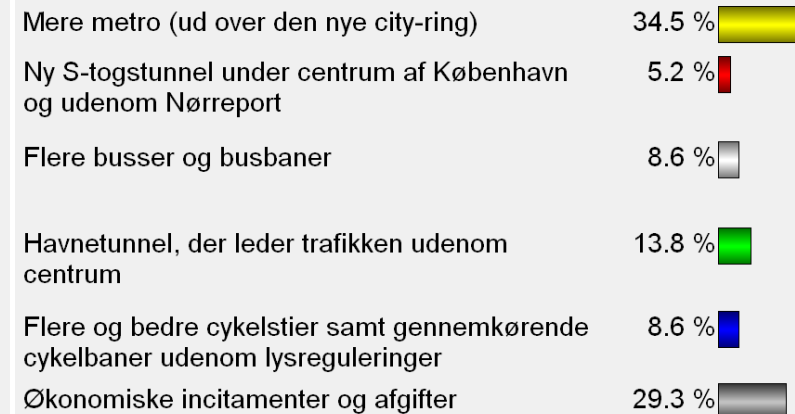 Mere metro (ud over den nye city-ring) 34.5 %
Ny S-togstunnel under centrum af København 5.2 %
og udenom Nørreport
Flere busser og busbaner 8.6 %
Havnetunnel, der leder trafikken udenom 13.8 %
centrum
Flere og bedre cykelstier samt gennemkørende 8.6 %
cykelbaner udenom lysreguleringer
Økonomiske incitamenter og afgifter 29.3 %